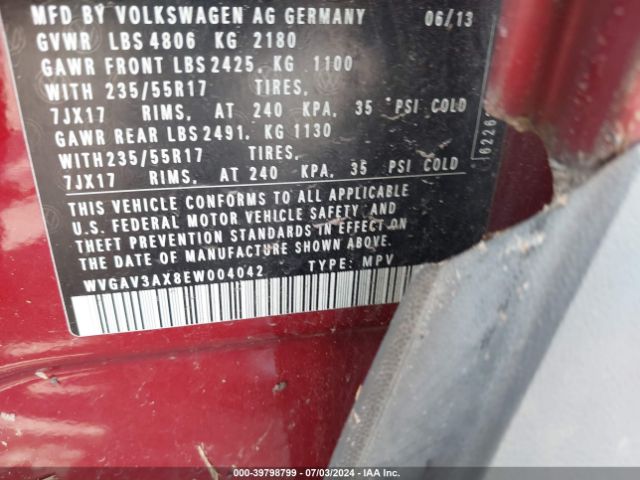 MFD BY VOLKSWAGEN AG GERMANY 06/13
GVWR LBS 4806 KG 2180
GAWR FRONT LBS 2425, KG 1100
WITH 235/55R17 TIRES,
7JX17 RIMS, AT 240 KPA, 35 PSI COLD
GAWR REAR LBS 2491, KG 1130
WITH 235/55R17 TIRES,
7JX17 RIMS, AT 240 KPA, 35 PSI COLD
THIS VEHICLE CONFORMS TO ALL APPLICABLE
U.S. FEDERAL MOTOR VEHICLE SAFETY AND
THEFT PREVENTION STANDARDS IN EFFECT ON
THE DATE OF MANUFACTURE SHOWN ABOVE.
WVGAV3AX8EW004042 TYPE: MPV
000-39798799 - 07/03/2024 - IAA Inc.